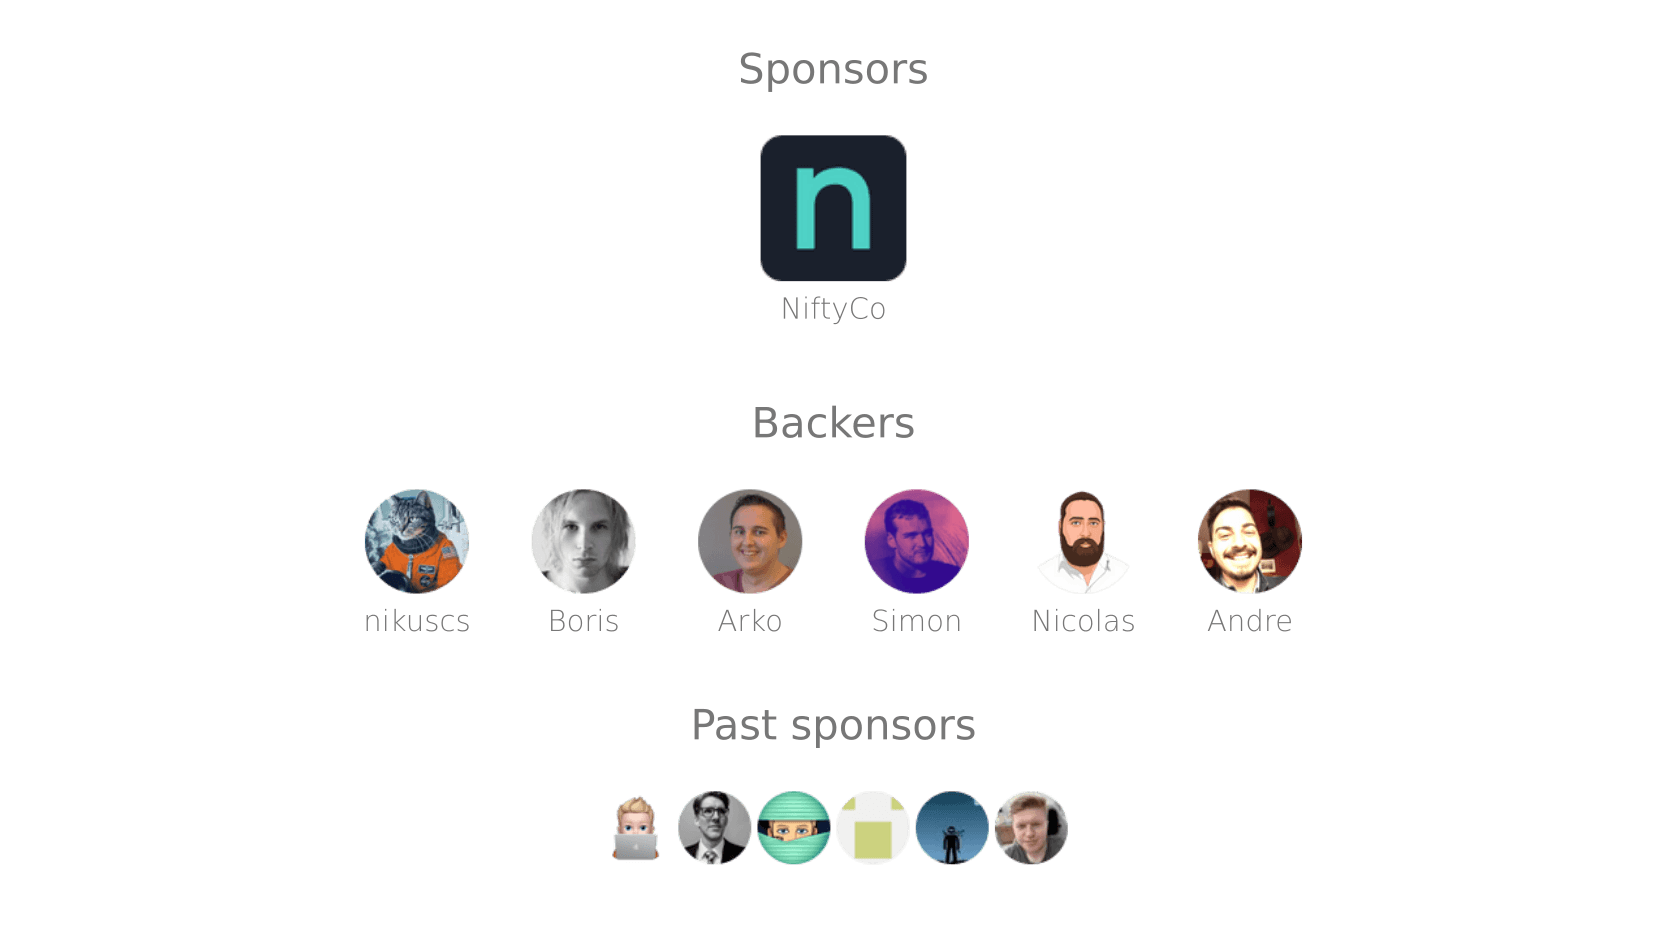 Sponsors
n
NiftyCo
Backers
nikuscs Boris Arko Simon Nicolas Andre
Past sponsors